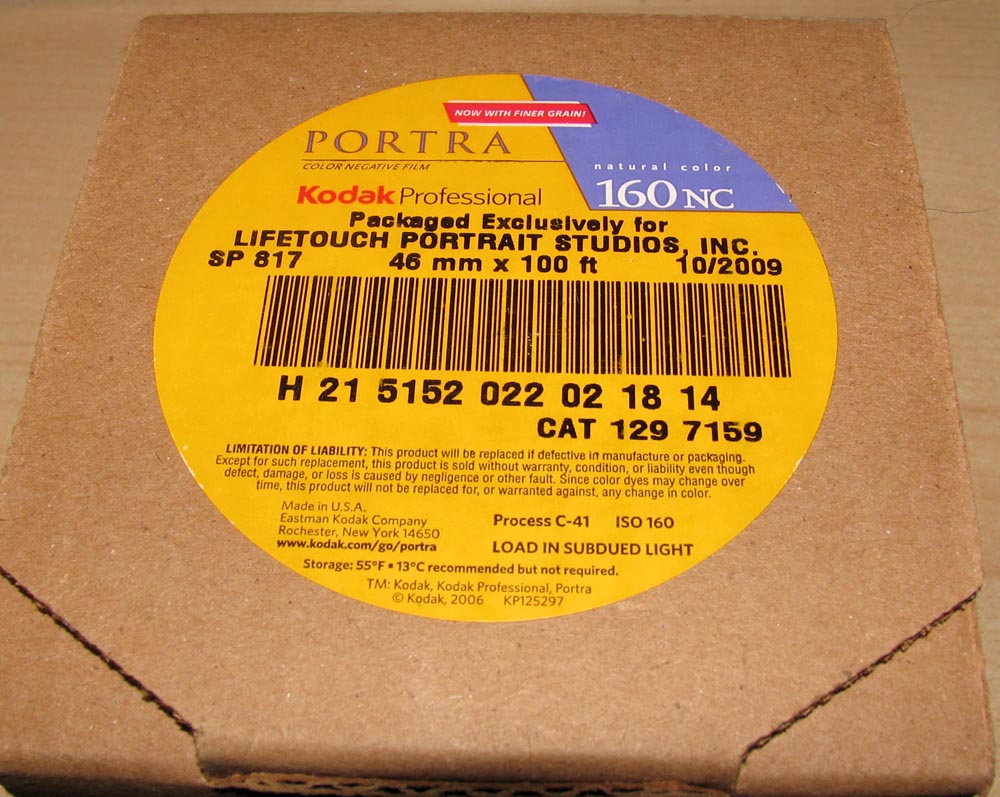 NOW WITH FINER GRAIN!
PORTRA
COLOR NEGATIVE FILM
natural color
160 NC
Kodak Professional
Packaged Exclusively for
LIFETOUCH PORTRAIT STUDIOS, INC.
SP 817 46 mm x 100 ft 10/2009
H 21 5152 022 02 18 14
CAT 129 7159
LIMITATION OF LIABILITY: This product will be replaced if defective in manufacture or packaging.
Except for such replacement, this product is sold without warranty, condition, or liability even though
defect, damage, or loss is caused by negligence or other fault. Since color dyes may change over
time, this product will not be replaced for, or warranted against, any change in color.
Made in U.S.A.
Eastman Kodak Company
Rochester, New York 14650
www.kodak.com/go/portra
Process C-41 ISO 160
LOAD IN SUBDUED LIGHT
Storage: 55°F • 13°C recommended but not required.
TM: Kodak, Kodak Professional, Portra
© Kodak, 2006 KP125297